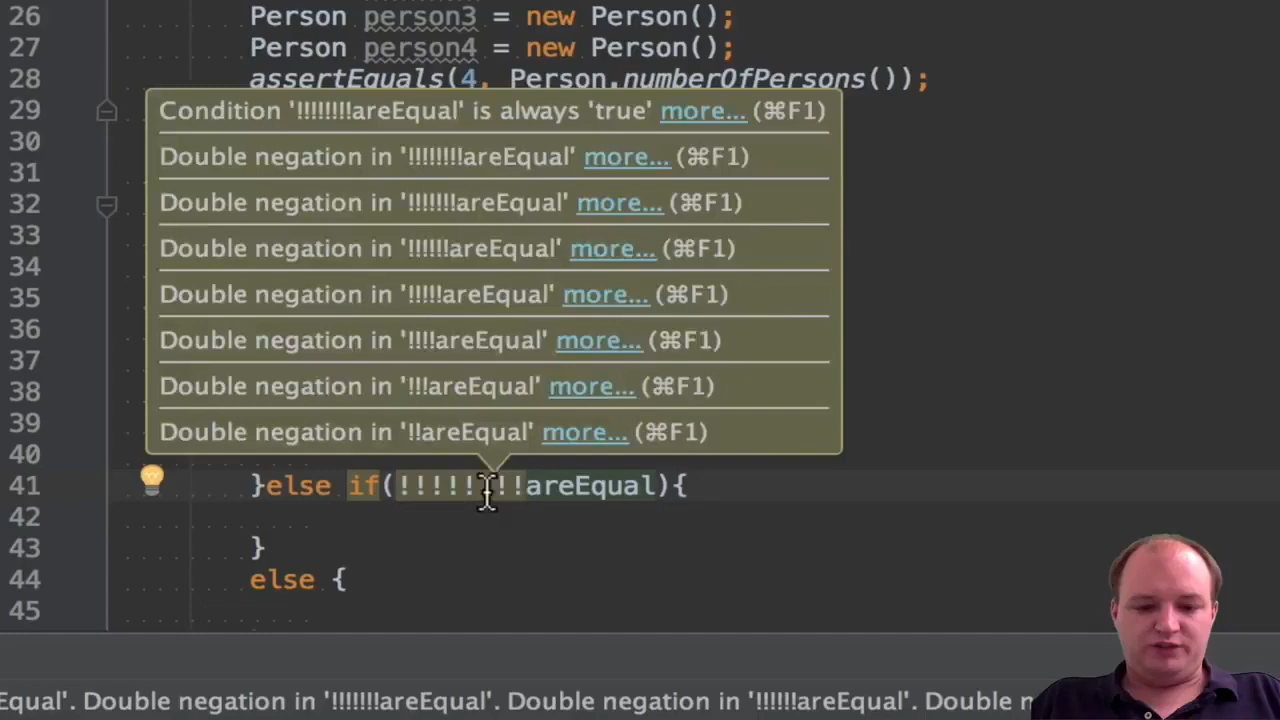 26 Person person3 = new Person();
27 Person person4 = new Person();
28 assertEquals(4, Person.numberOfPersons());
29 Condition '!!!!!!!!areEqual' is always 'true' more... (⌘F1)
30 Double negation in '!!!!!!!!areEqual' more... (⌘F1)
31
32 Double negation in '!!!!!!!areEqual' more... (⌘F1)
33
34 Double negation in '!!!!!!areEqual' more... (⌘F1)
35 Double negation in '!!!!!areEqual' more... (⌘F1)
36
37 Double negation in '!!!!areEqual' more... (⌘F1)
38 Double negation in '!!!areEqual' more... (⌘F1)
39 Double negation in '!!areEqual' more... (⌘F1)
40
41 }else if(!!!!!!!!areEqual){
42
43 }
44 else {
45
Equal'. Double negation in '!!!!!!!areEqual'. Double negation in '!!!!!!areEqual'. Double n